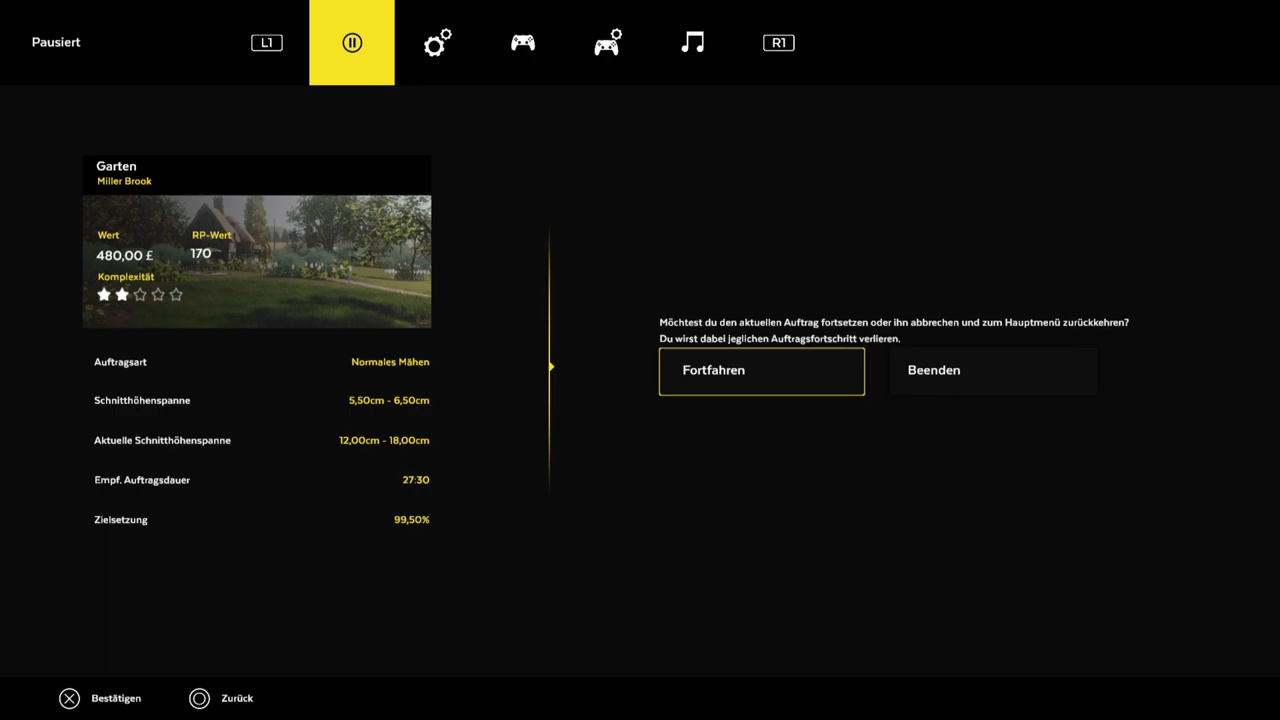 Pausiert
L1
R1
Garten
Miller Brook
Wert
RP-Wert
480,00 £
170
Komplexität
Auftragsart
Normales Mähen
Schnitthöhenspanne
5,50cm - 6,50cm
Aktuelle Schnitthöhenspanne
12,00cm - 18,00cm
Empf. Auftragsdauer
27:30
Zielsetzung
99,50%
Möchtest du den aktuellen Auftrag fortsetzen oder ihn abbrechen und zum Hauptmenü zurückkehren?
Du wirst dabei jeglichen Auftragsfortschritt verlieren.
Fortfahren
Beenden
Bestätigen
Zurück